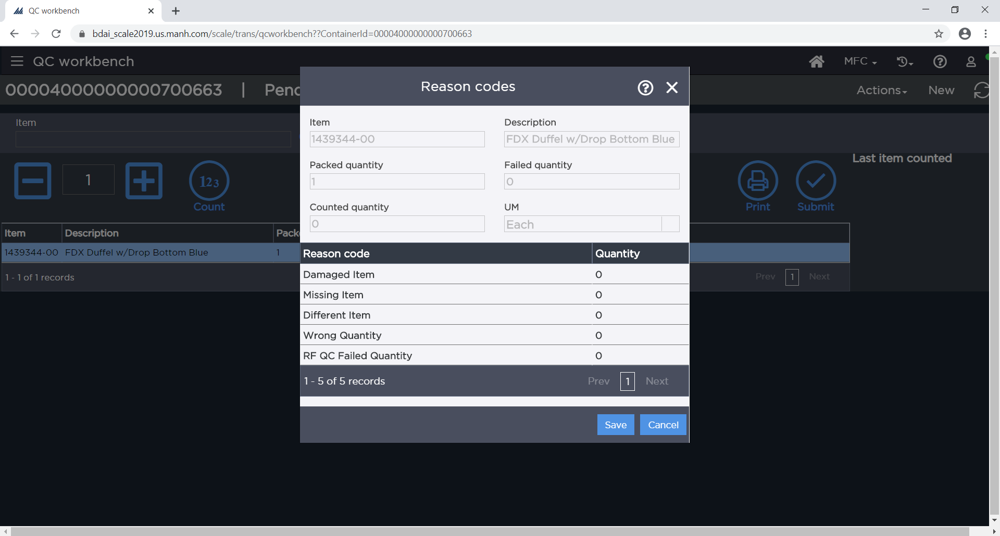 QC workbench
bdai_scale2019.us.manh.com/scale/trans/qcworkbench??ContainerId=00004000000000700663
QC workbench
MFC
00004000000000700663 | Pend
Actions New
Reason codes
Item
Item
1439344-00
Description
FDX Duffel w/Drop Bottom Blue
Last item counted
Packed quantity
1
Failed quantity
0
1
123
Count
Print
Submit
Counted quantity
0
UM
Each
Item Description Packe
1439344-00 FDX Duffel w/Drop Bottom Blue 1
1 - 1 of 1 records
Prev 1 Next
Reason code Quantity
Damaged Item 0
Missing Item 0
Different Item 0
Wrong Quantity 0
RF QC Failed Quantity 0
1 - 5 of 5 records Prev 1 Next
Save Cancel